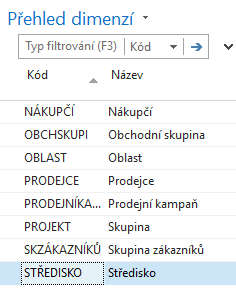 Přehled dimenzí
Typ filtrování (F3) Kód
Kód Název
NÁKUPČÍ Nákupčí
OBCHSKUPI Obchodní skupina
OBLAST Oblast
PRODEJCE Prodejce
PRODEJNÍKA... Prodejní kampaň
PROJEKT Skupina
SKZÁKAZNÍKŮ Skupina zákazníků
STŘEDISKO Středisko